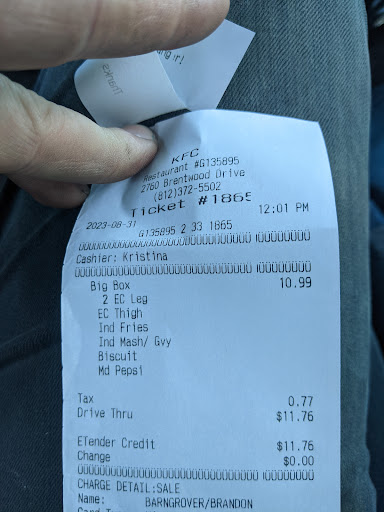 Thanks
KFC
Restaurant #G135895
2760 Brentwood Drive
(812)372-5502
Ticket #1865
2023-08-31 12:01 PM
G135895 2 33 1865
Cashier: Kristina
Big Box 10.99
2 EC Leg
EC Thigh
Ind Fries
Ind Mash/ Gvy
Biscuit
Md Pepsi
Tax 0.77
Drive Thru $11.76
ETender Credit $11.76
Change $0.00
CHARGE DETAIL:SALE
Name: BARNGROVER/BRANDON